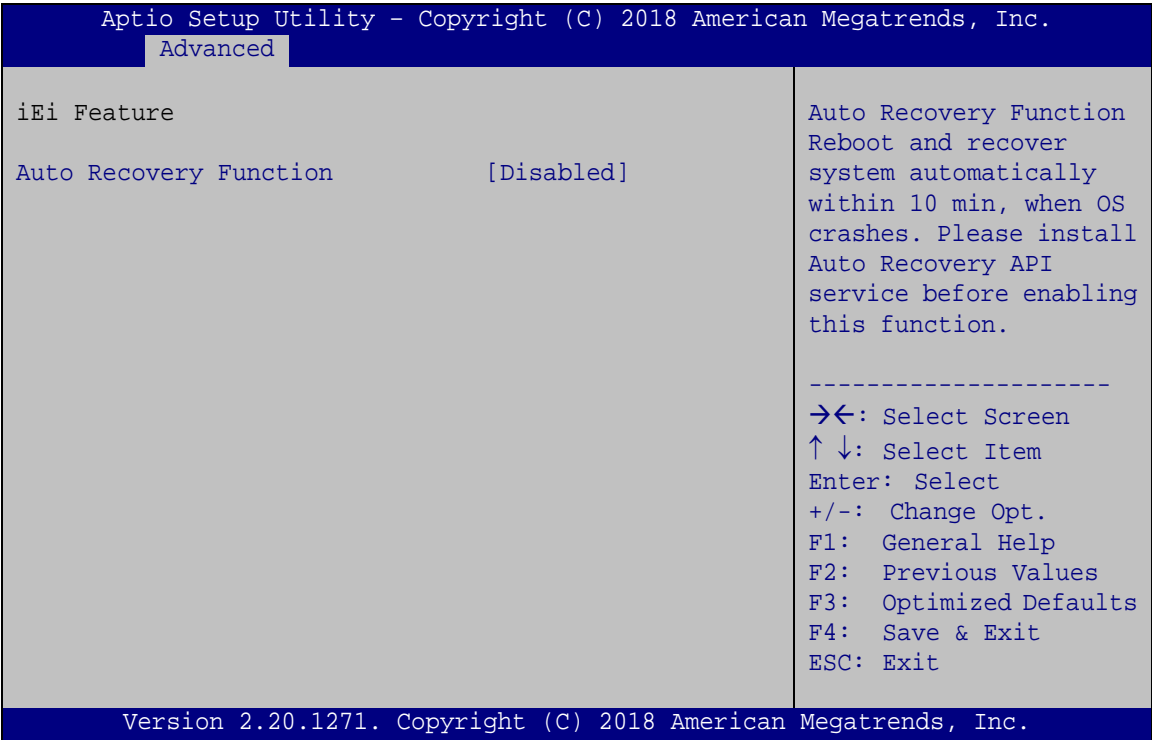 Aptio Setup Utility – Copyright (C) 2018 American Megatrends, Inc.
Advanced
iEi Feature
Auto Recovery Function [Disabled]
Auto Recovery Function
Reboot and recover
system automatically
within 10 min, when OS
crashes. Please install
Auto Recovery API
service before enabling
this function.
---------------------
→←: Select Screen
↑ ↓: Select Item
Enter: Select
+/-: Change Opt.
F1: General Help
F2: Previous Values
F3: Optimized Defaults
F4: Save & Exit
ESC: Exit
Version 2.20.1271. Copyright (C) 2018 American Megatrends, Inc.